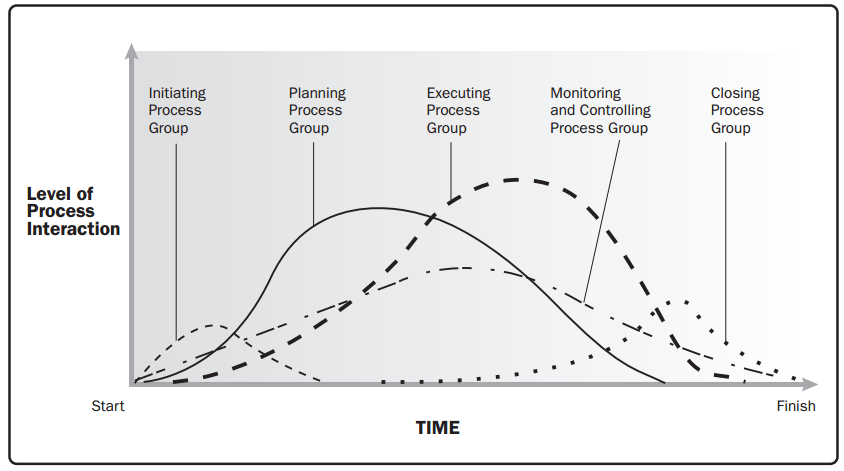 Initiating
Process
Group
Planning
Process
Group
Executing
Process
Group
Monitoring
and Controlling
Process Group
Closing
Process
Group
Level of
Process
Interaction
Start
Finish
TIME